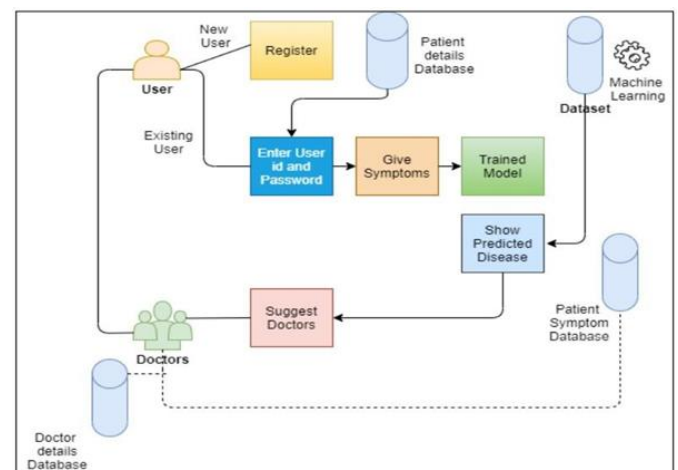 New
User
Register
Patient
details
Database
Machine
Learning
User
Dataset
Existing
User
Enter User
id and
Password
Give
Symptoms
Trained
Model
Show
Predicted
Disease
Suggest
Doctors
Patient
Symptom
Database
Doctors
Doctor
details
Database